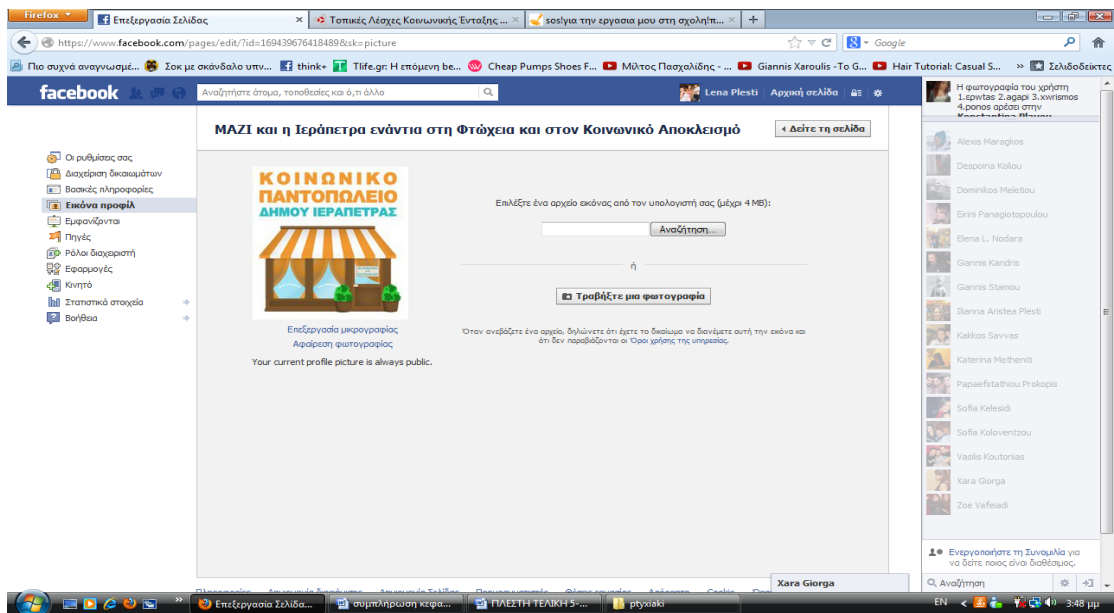 Firefox
Επεξεργασία Σελίδας
Τοπικές Λέσχες Κοινωνικής Ένταξης ...
sos!για την εργασια μου στη σχολη!π...
https://www.facebook.com/pages/edit/?id=169439676418489&sk=picture
Google
Πιο συχνά αναγνωσμέ...
Σοκ με σκάνδαλο υπν...
think+
Tlife.gr: Η επόμενη be...
Cheap Pumps Shoes F...
Μίλτος Πασχαλίδης - ...
Giannis Xaroulis -To G...
Hair Tutorial: Casual S...
Σελιδοδείκτες
facebook
Αναζητήστε άτομα, τοποθεσίες και ό,τι άλλο
Lena Plesti
Αρχική σελίδα
ΜΑΖΙ και η Ιεράπετρα ενάντια στη Φτώχεια και στον Κοινωνικό Αποκλεισμό
Δείτε τη σελίδα
Οι ρυθμίσεις σας
Διαχείριση δικαιωμάτων
Βασικές πληροφορίες
Εικόνα προφίλ
Εμφανίζονται
Πηγές
Ρόλοι διαχειριστή
Εφαρμογές
Κινητό
Στατιστικά στοιχεία
Βοήθεια
ΚΟΙΝΩΝΙΚΟ
ΠΑΝΤΟΠΩΛΕΙΟ
ΔΗΜΟΥ ΙΕΡΑΠΕΤΡΑΣ
Επεξεργασία μικρογραφίας
Αφαίρεση φωτογραφίας
Your current profile picture is always public.
Επιλέξτε ένα αρχείο εικόνας από τον υπολογιστή σας (μέχρι 4 MB):
Αναζήτηση...
ή
Τραβήξτε μια φωτογραφία
Όταν ανεβάζετε ένα αρχείο, δηλώνετε ότι έχετε το δικαίωμα να διανέμετε αυτή την εικόνα και
ότι δεν παραβιάζονται οι Όροι χρήσης της υπηρεσίας.
Η φωτογραφία του χρήστη
1.ερωτας 2.agapi 3.xwrismos
4.ponos αρέσει στην
Konstantina Plavou
Alexis Maragkos
Despoina Koliou
Dominikos Meletiou
Eirini Panagiotopoulou
Elena L. Nodara
Giannis Kandris
Giannis Stamou
Ilianna Aristea Plesti
Kakkos Savvas
Katerina Metheniti
Papaefstathiou Prokopis
Sofia Kelesidi
Sofia Koloventzou
Vasilis Koutonias
Xara Giorga
Zoe Vafeiadi
Ενεργοποιήστε τη Συνομιλία για
να δείτε ποιος είναι διαθέσιμος.
Αναζήτηση
Xara Giorga
Επεξεργασία Σελίδα...
συμπλήρωση κεφα...
ΠΛΕΣΤΗ ΤΕΛΙΚΗ 5-...
ptyxiaki
EN
3:48 μμ